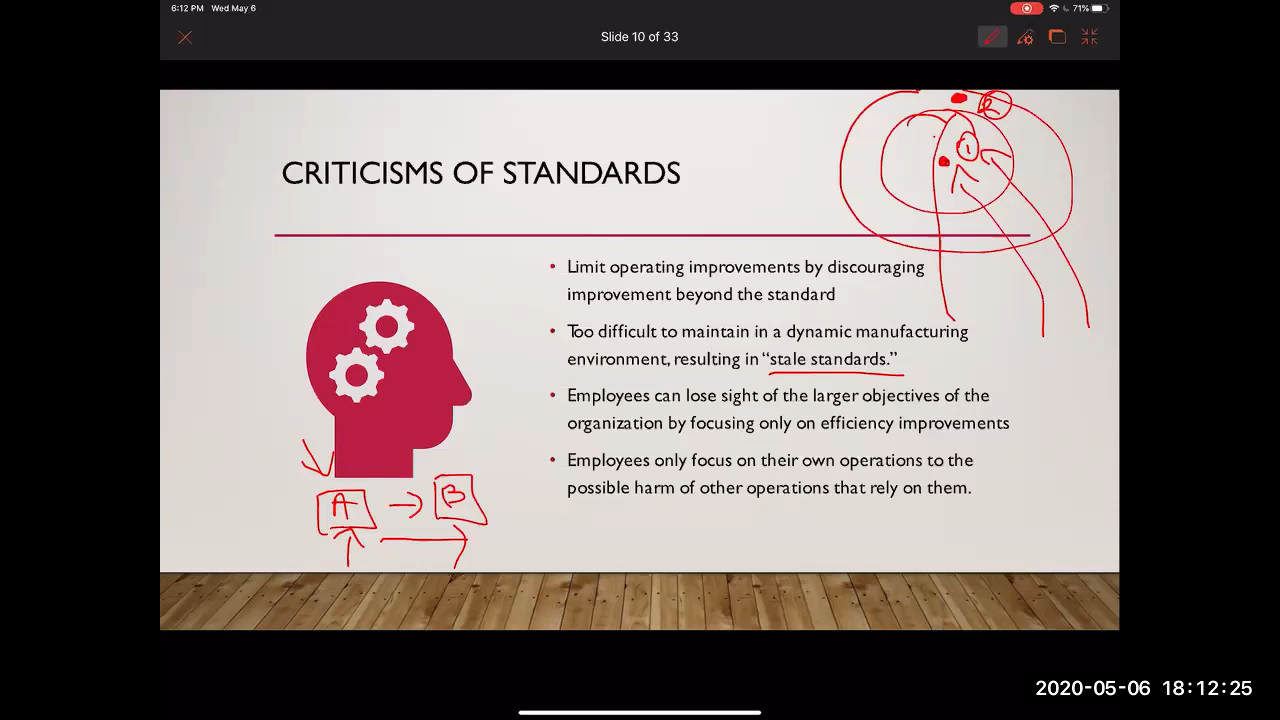 6:12 PM Wed May 6
71%
Slide 10 of 33
2
1
CRITICISMS OF STANDARDS
• Limit operating improvements by discouraging
improvement beyond the standard
• Too difficult to maintain in a dynamic manufacturing
environment, resulting in “stale standards.”
• Employees can lose sight of the larger objectives of the
organization by focusing only on efficiency improvements
• Employees only focus on their own operations to the
possible harm of other operations that rely on them.
A → B
2020-05-06 18:12:25